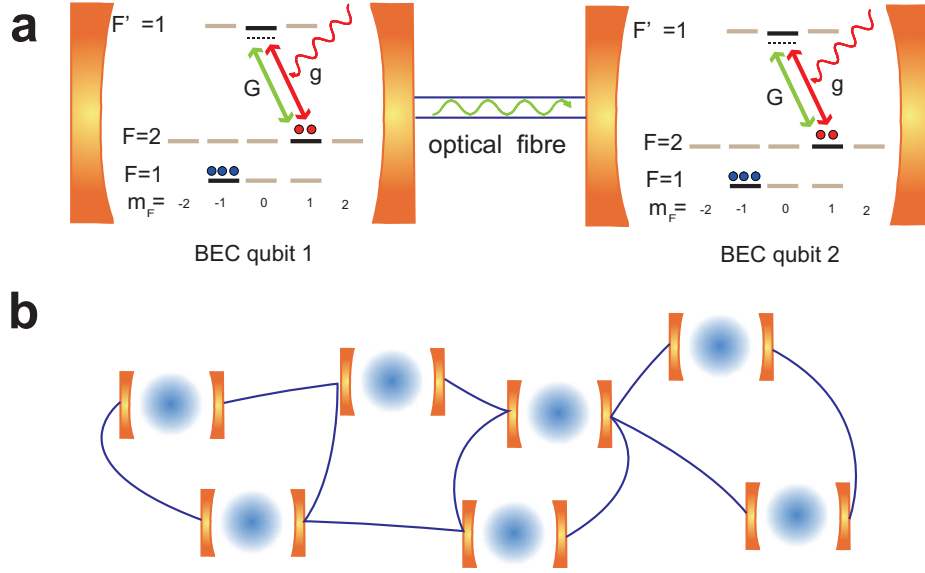 a
F' =1
G
g
F=2
F=1
m_F= -2 -1 0 1 2
BEC qubit 1
optical fibre
F' =1
G
g
F=2
F=1
m_F= -2 -1 0 1 2
BEC qubit 2
b